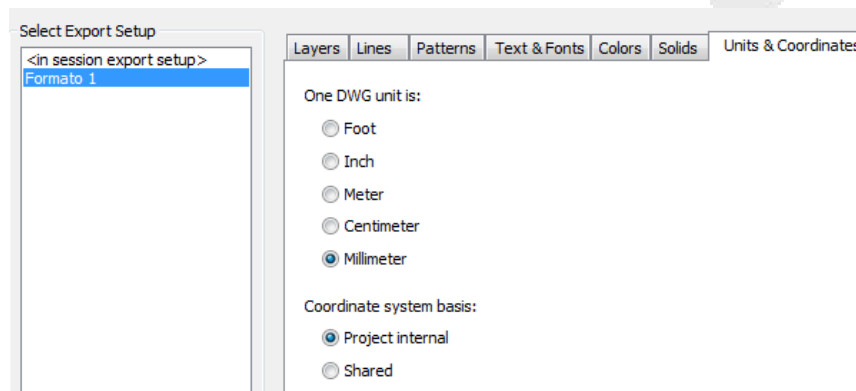 Select Export Setup
<in session export setup>
Formato 1
Layers Lines Patterns Text & Fonts Colors Solids Units & Coordinates
One DWG unit is:
Foot
Inch
Meter
Centimeter
Millimeter
Coordinate system basis:
Project internal
Shared